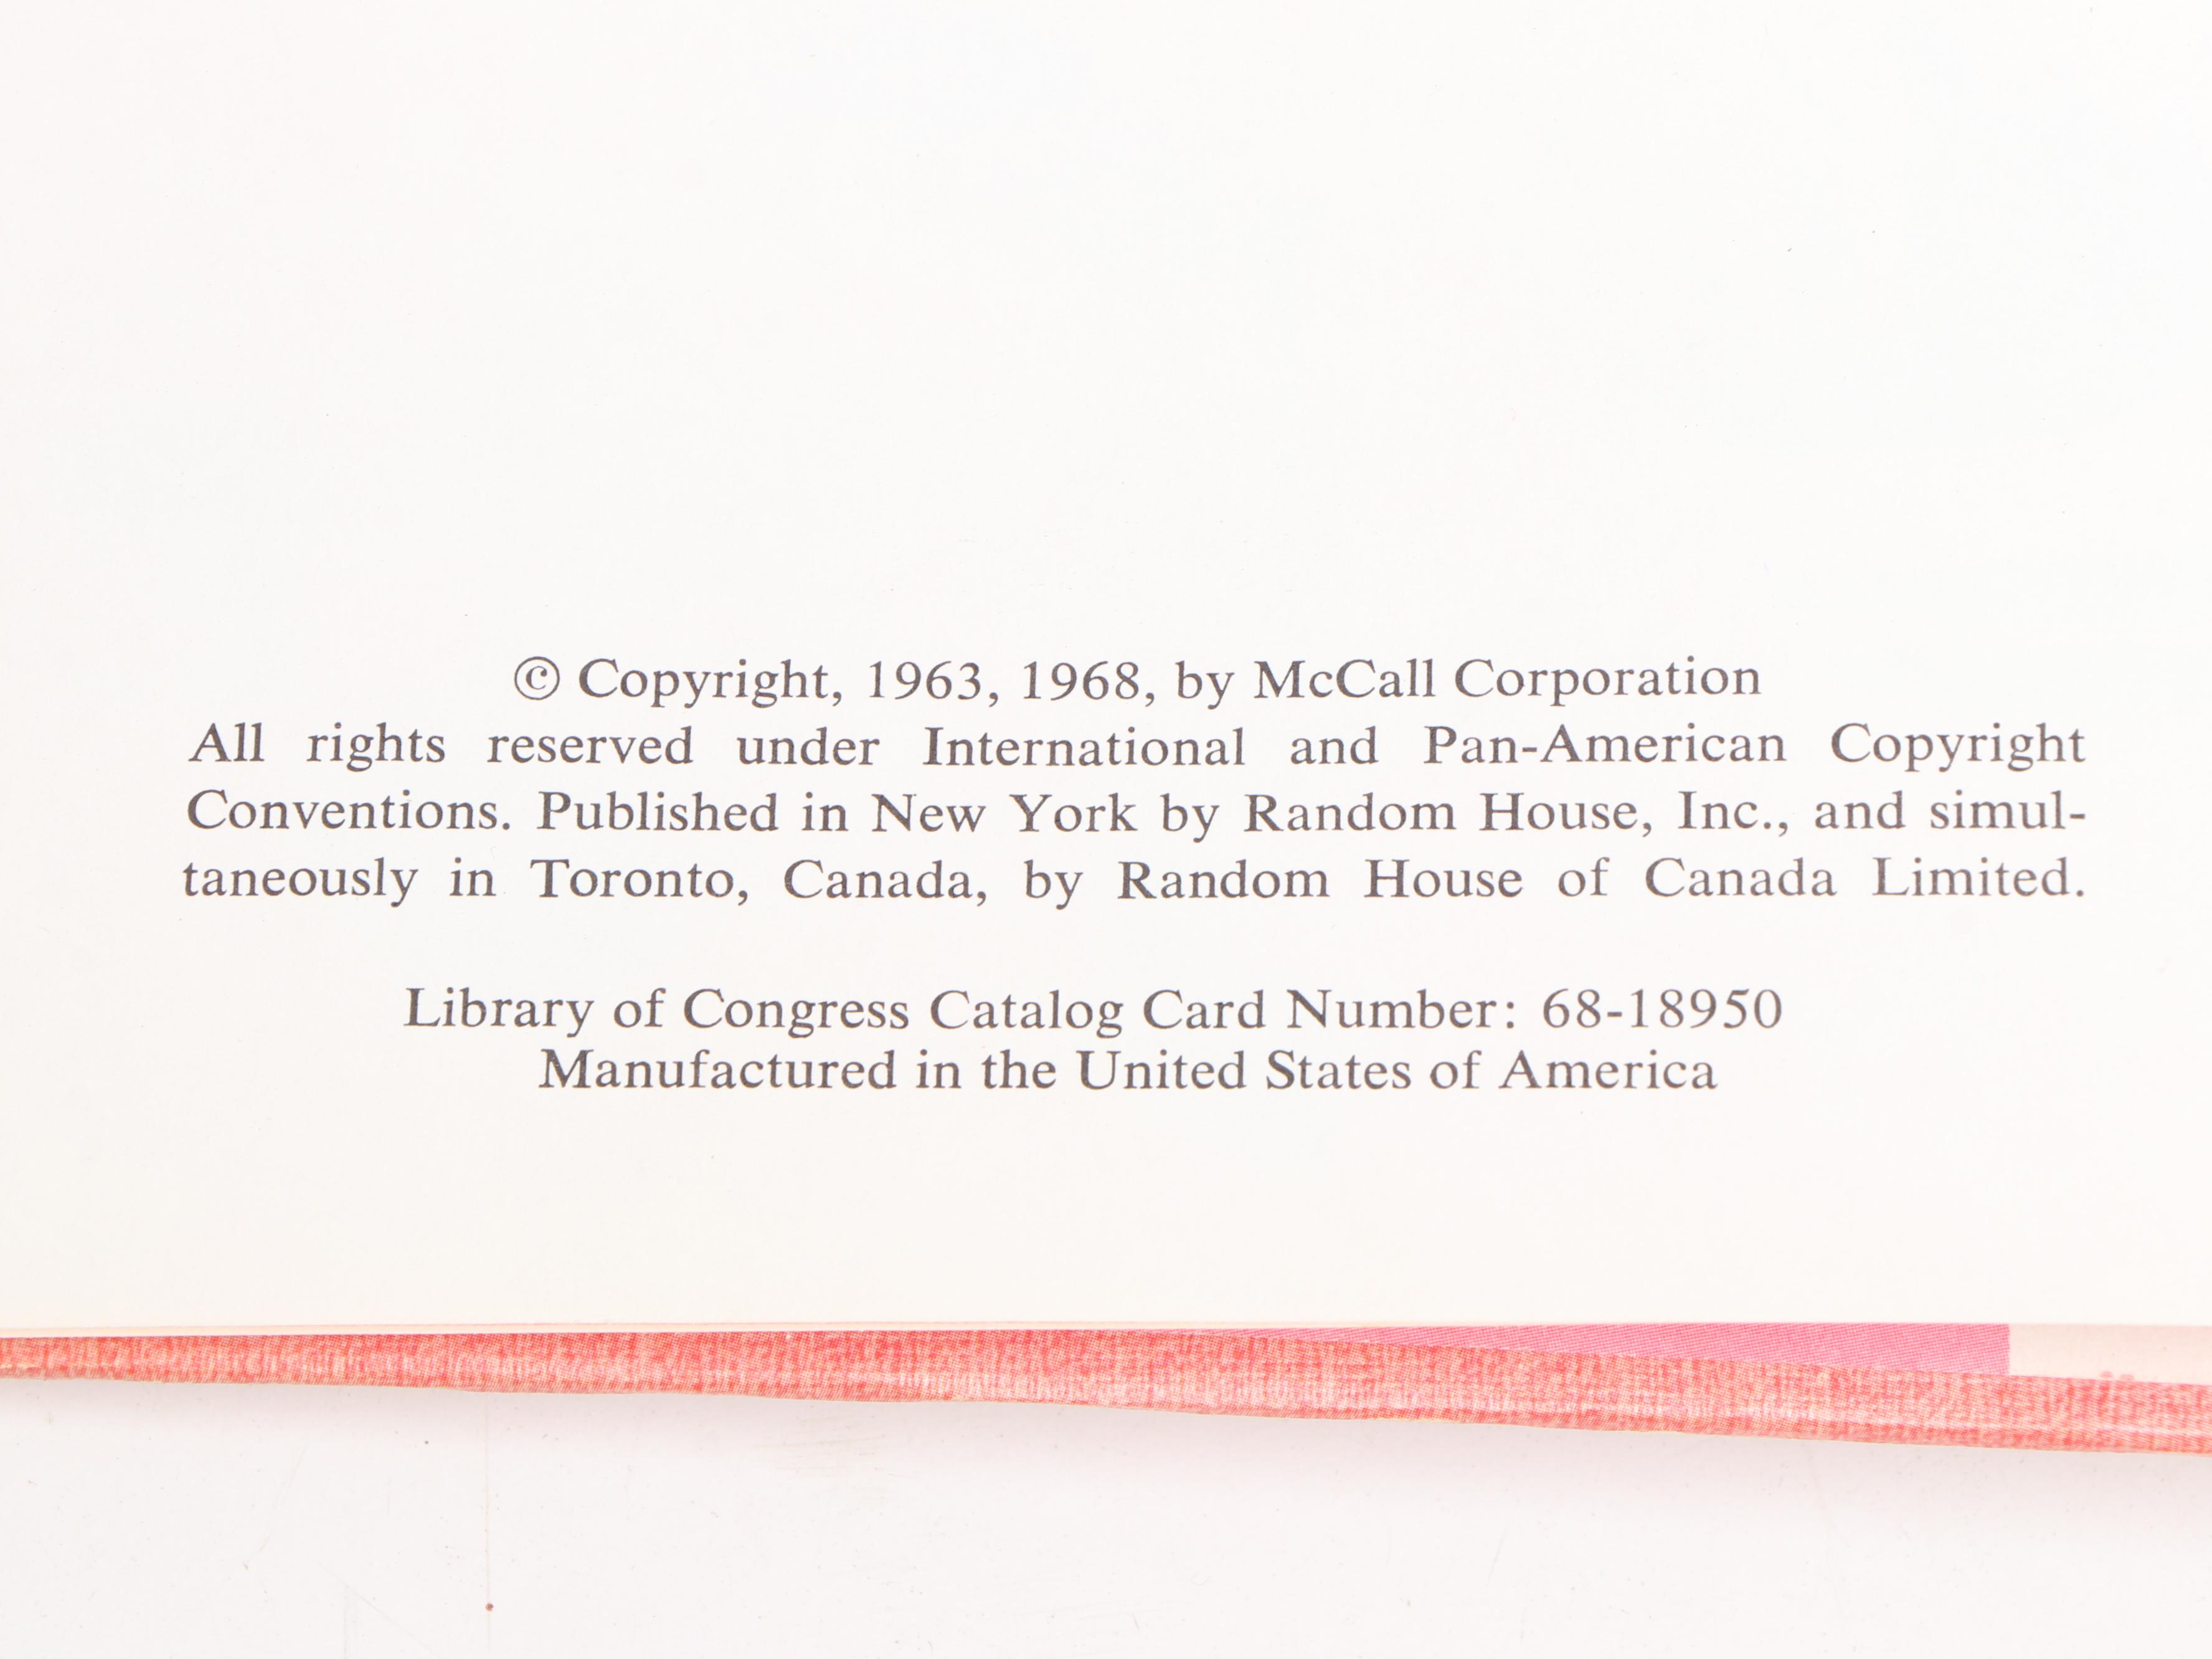 © Copyright, 1963, 1968, by McCall Corporation
All rights reserved under International and Pan-American Copyright
Conventions. Published in New York by Random House, Inc., and simul-
taneously in Toronto, Canada, by Random House of Canada Limited.
Library of Congress Catalog Card Number: 68-18950
Manufactured in the United States of America